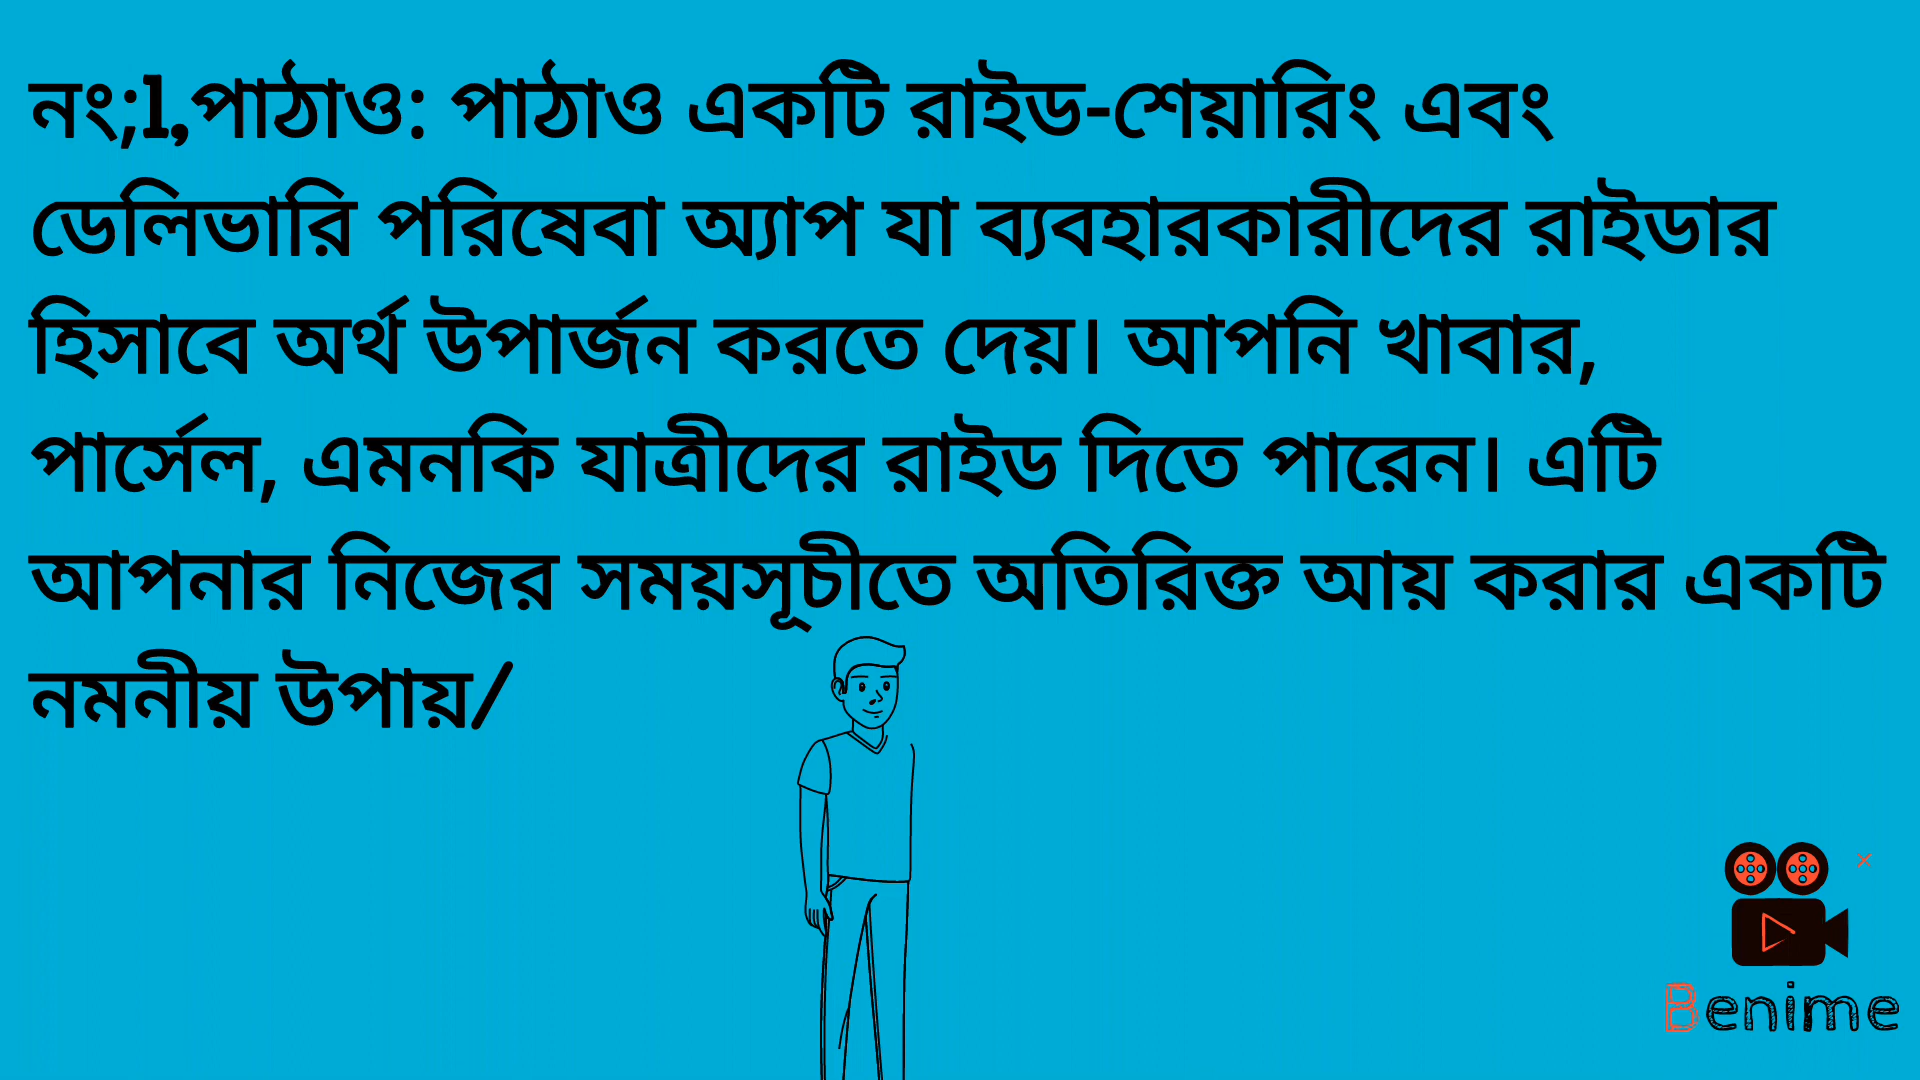 নং;1,পাঠাও: পাঠাও একটি রাইড-শেয়ারিং এবং
ডেলিভারি পরিষেবা অ্যাপ যা ব্যবহারকারীদের রাইডার
হিসাবে অর্থ উপার্জন করতে দেয়। আপনি খাবার,
পার্সেল, এমনকি যাত্রীদের রাইড দিতে পারেন। এটি
আপনার নিজের সময়সূচীতে অতিরিক্ত আয় করার একটি
নমনীয় উপায়/
Benime